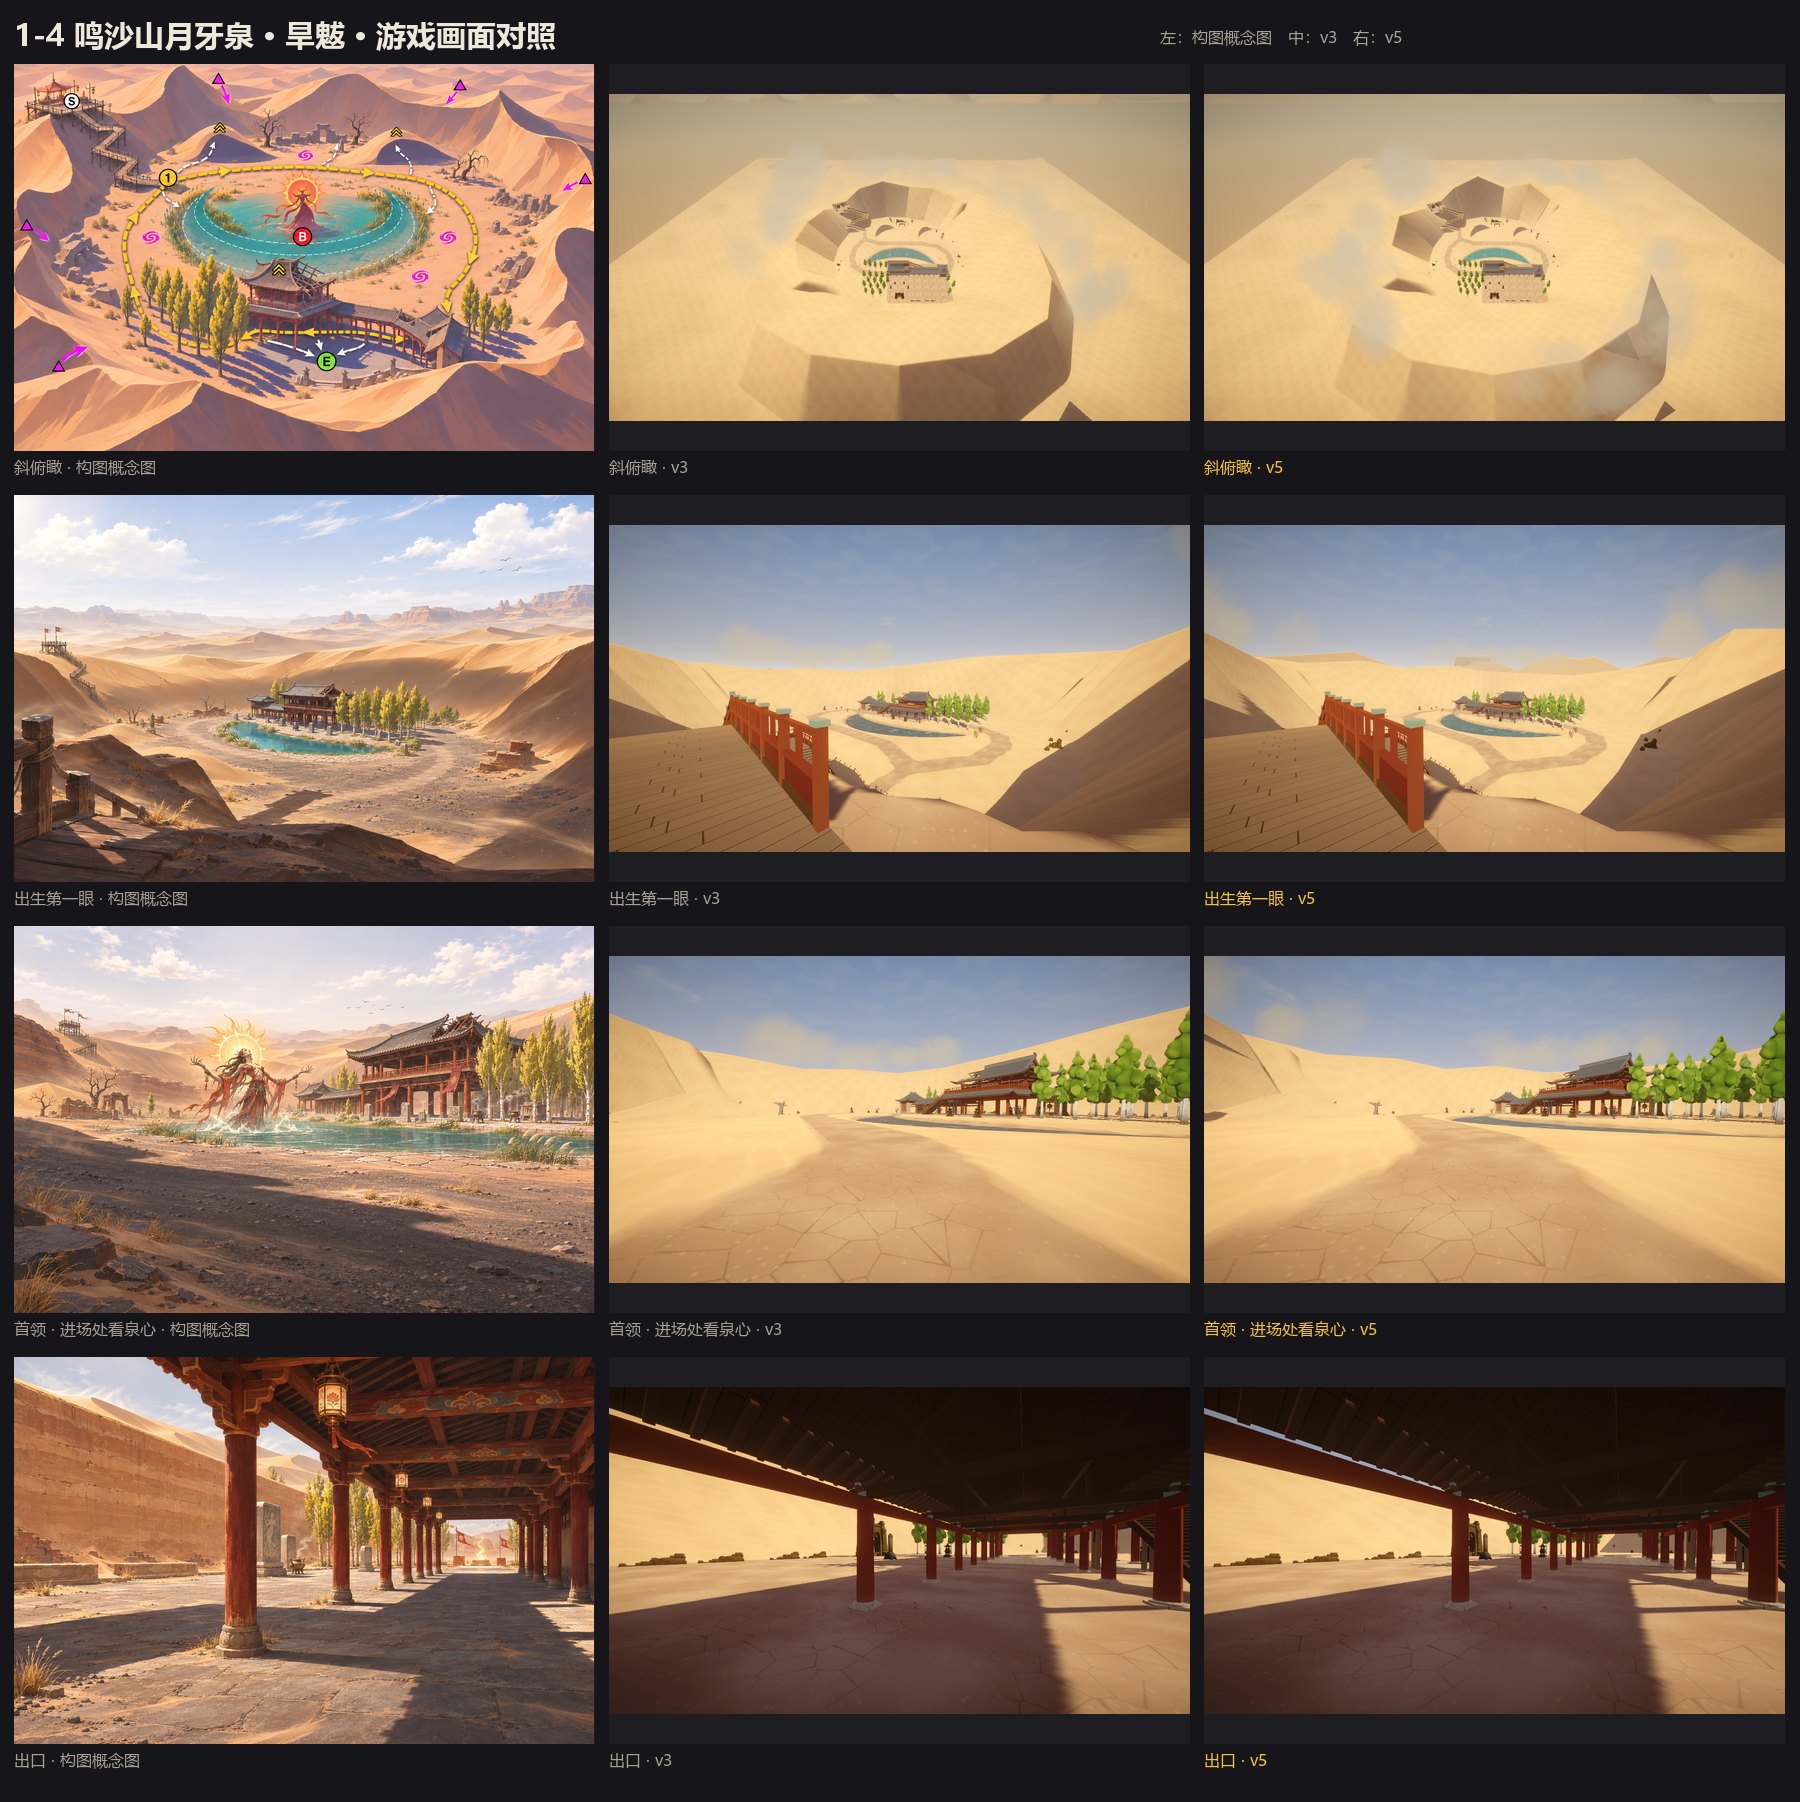 1-4 鸣沙山月牙泉 • 旱魃 • 游戏画面对照
左：构图概念图 中：v3 右：v5
S
1
B
E
斜俯瞰 · 构图概念图
斜俯瞰 · v3
斜俯瞰 · v5
出生第一眼 · 构图概念图
出生第一眼 · v3
出生第一眼 · v5
首领 · 进场处看泉心 · 构图概念图
首领 · 进场处看泉心 · v3
首领 · 进场处看泉心 · v5
出口 · 构图概念图
出口 · v3
出口 · v5